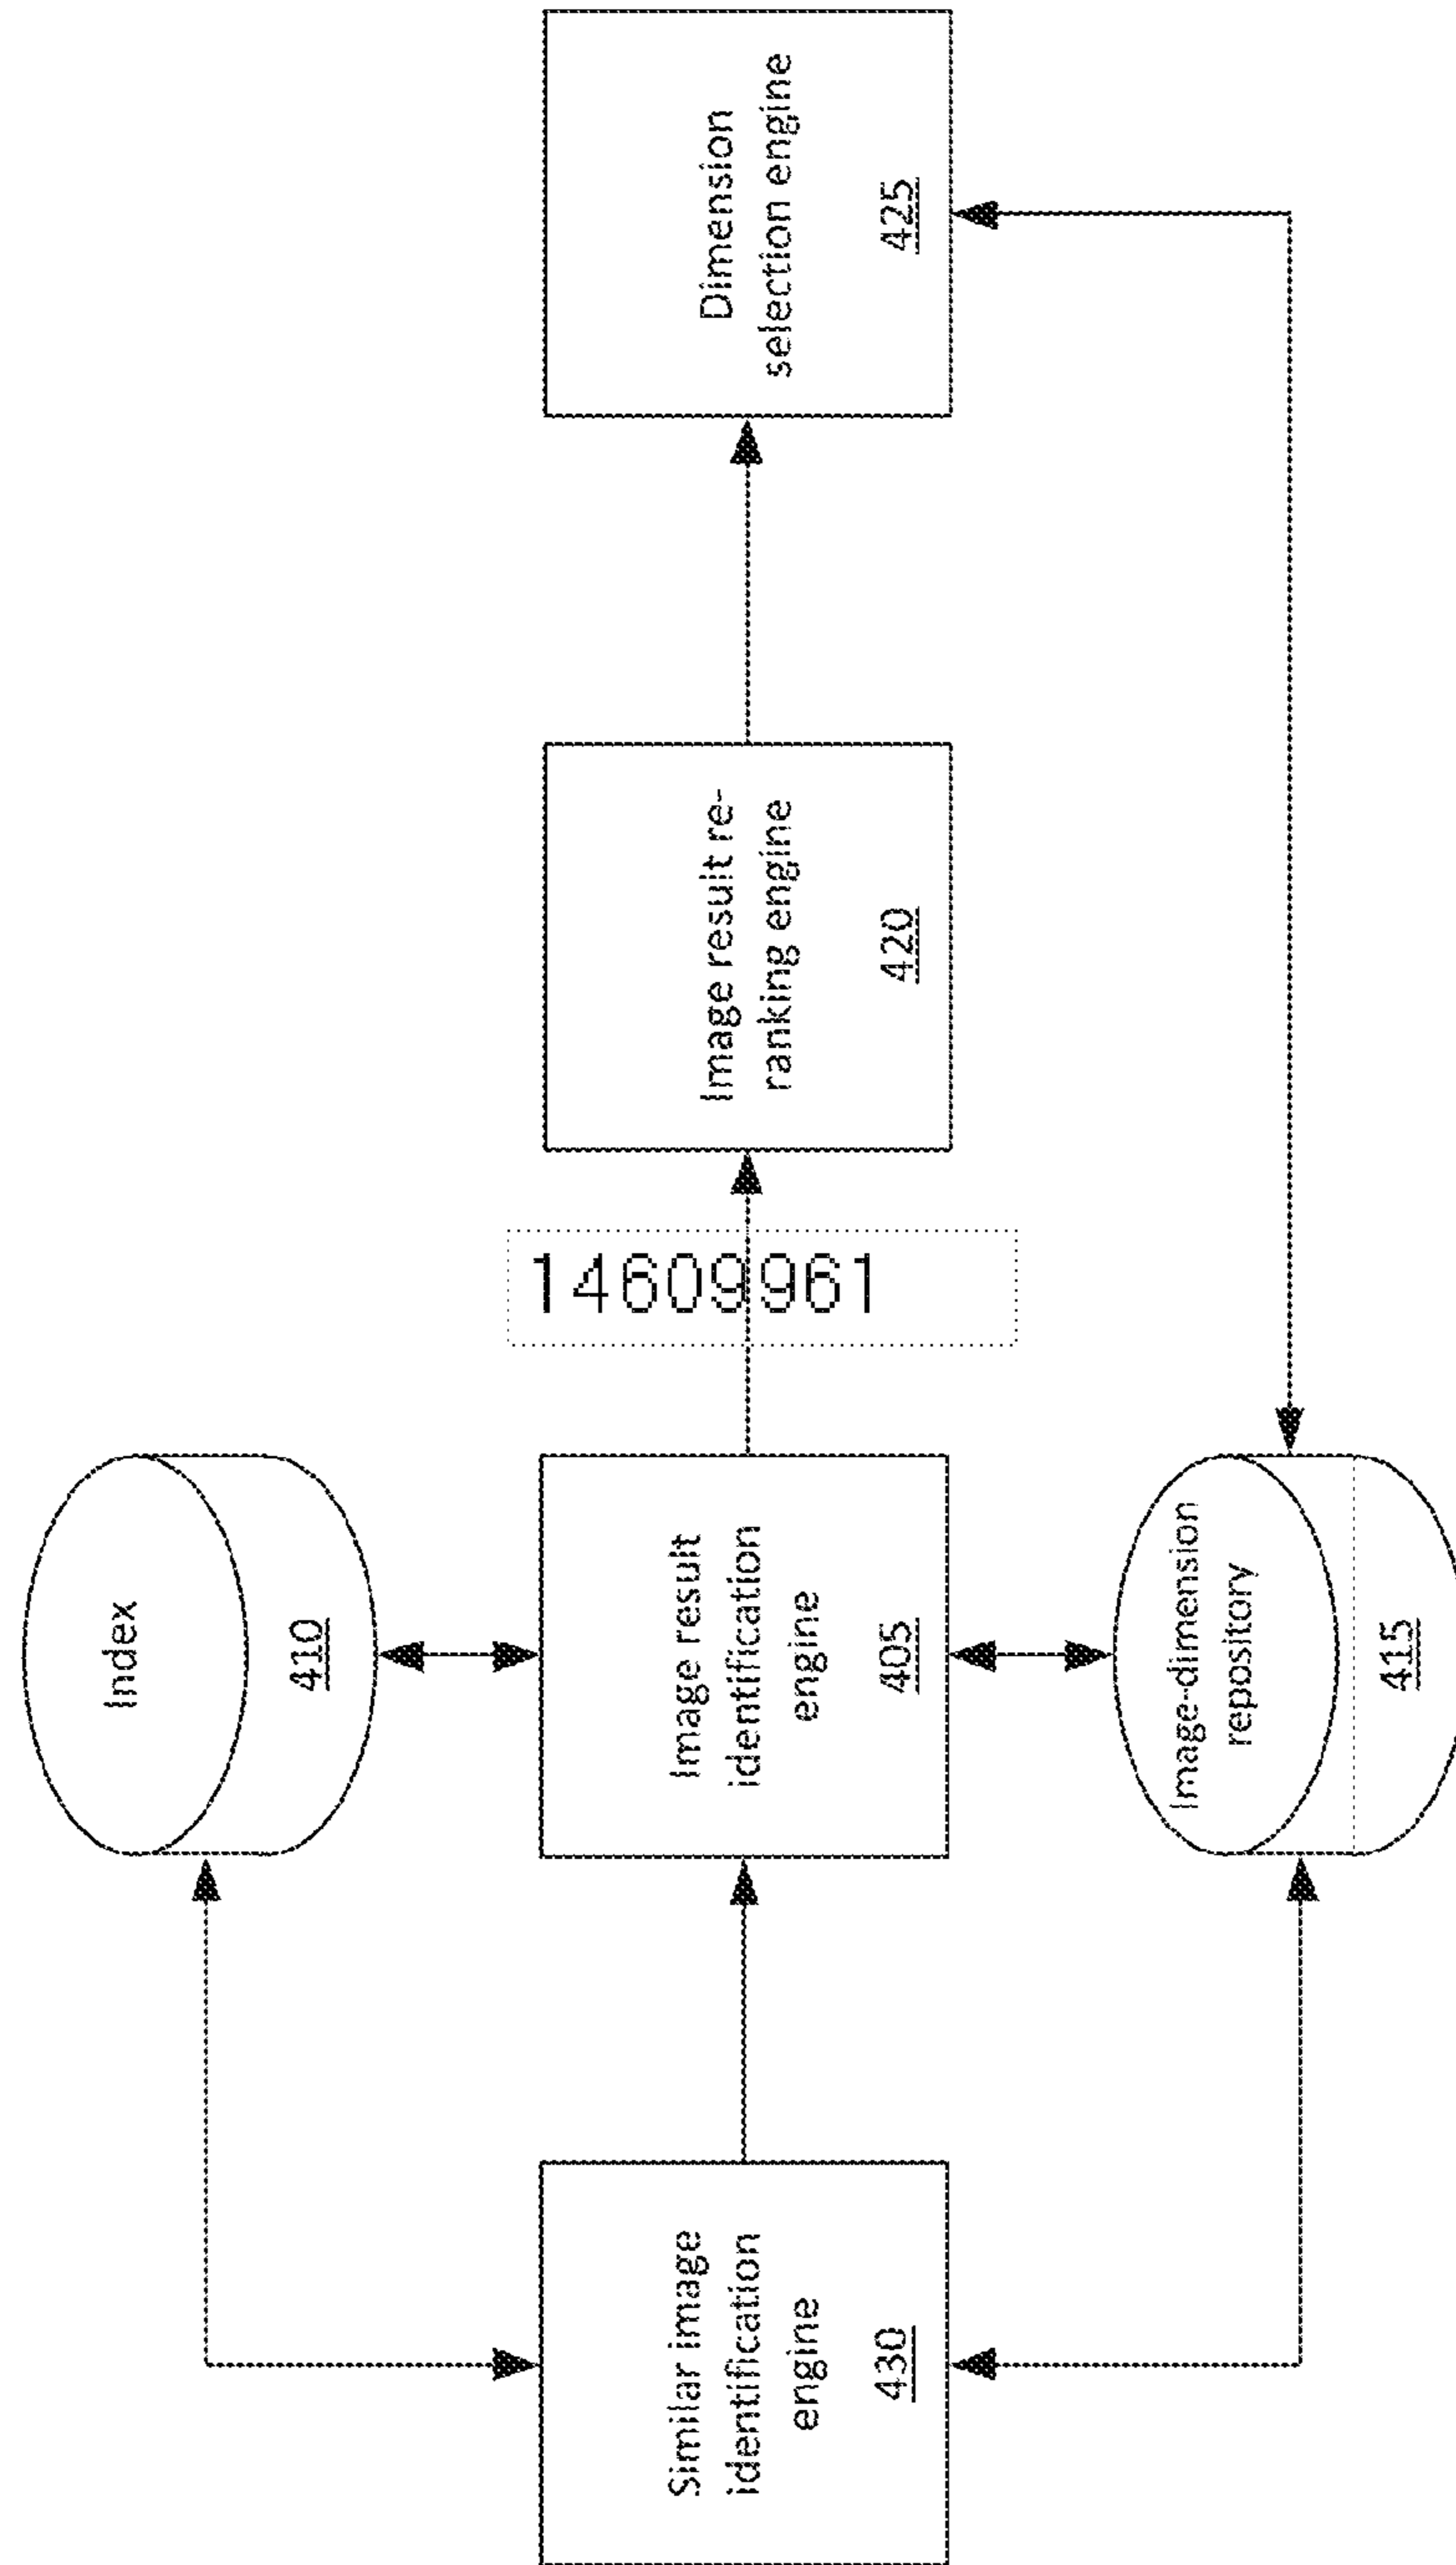 Index
410
Similar image
identification
engine
430
Image result
identification
engine
405
14609961
Image result re-
ranking engine
420
Dimension
selection engine
425
Image-dimension
repository
415